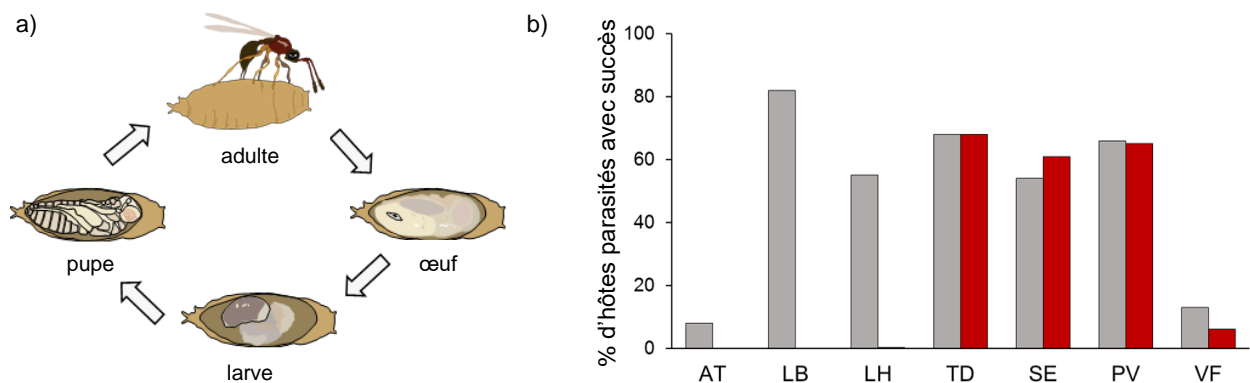 a)
adulte
pupe
œuf
larve
b)
% d'hôtes parasités avec succès
100
80
60
40
20
0
AT LB LH TD SE PV VF